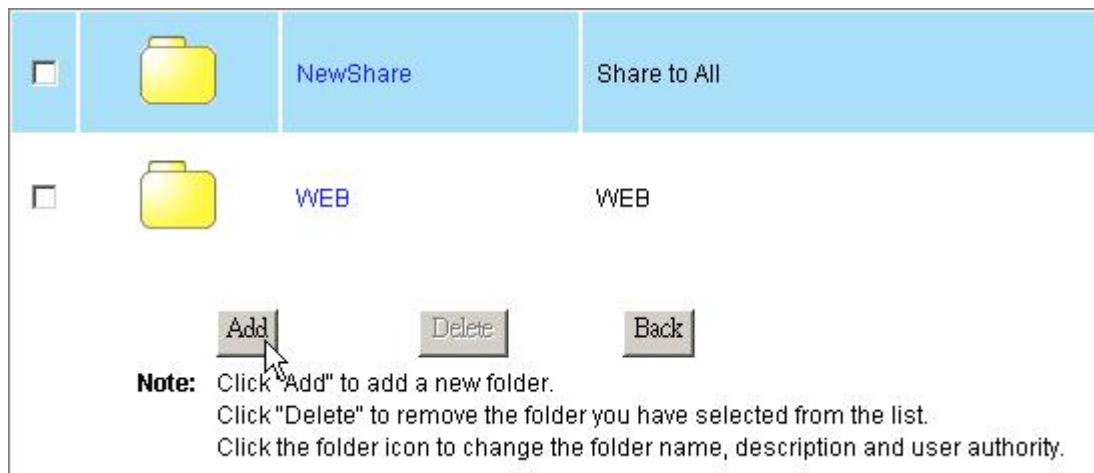 NewShare Share to All
WEB WEB
Add Delete Back
Note: Click "Add" to add a new folder.
Click "Delete" to remove the folder you have selected from the list.
Click the folder icon to change the folder name, description and user authority.